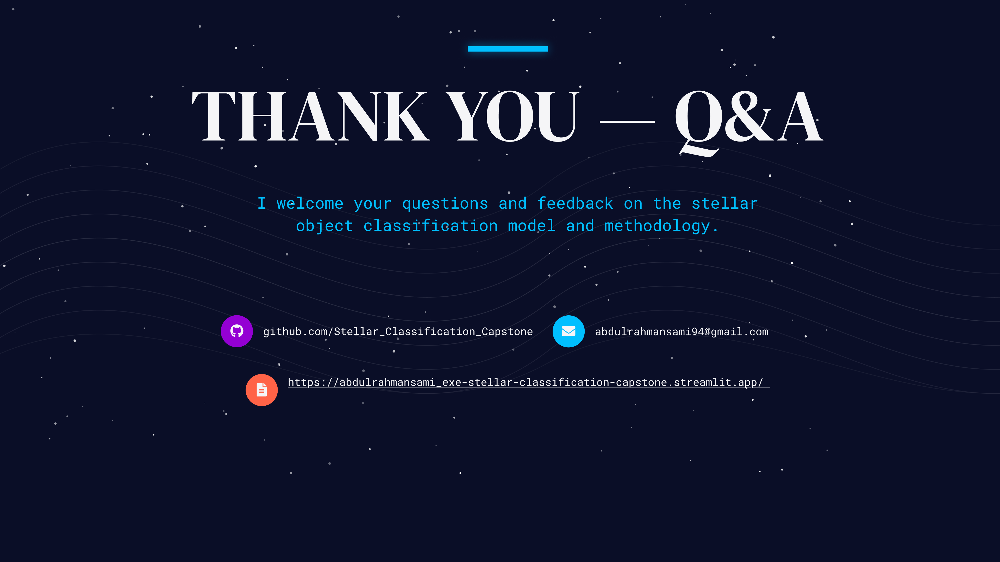 THANK YOU — Q&A
I welcome your questions and feedback on the stellar
object classification model and methodology.
github.com/Stellar_Classification_Capstone
abdulrahmansami94@gmail.com
https://abdulrahmansami_exe-stellar-classification-capstone.streamlit.app/